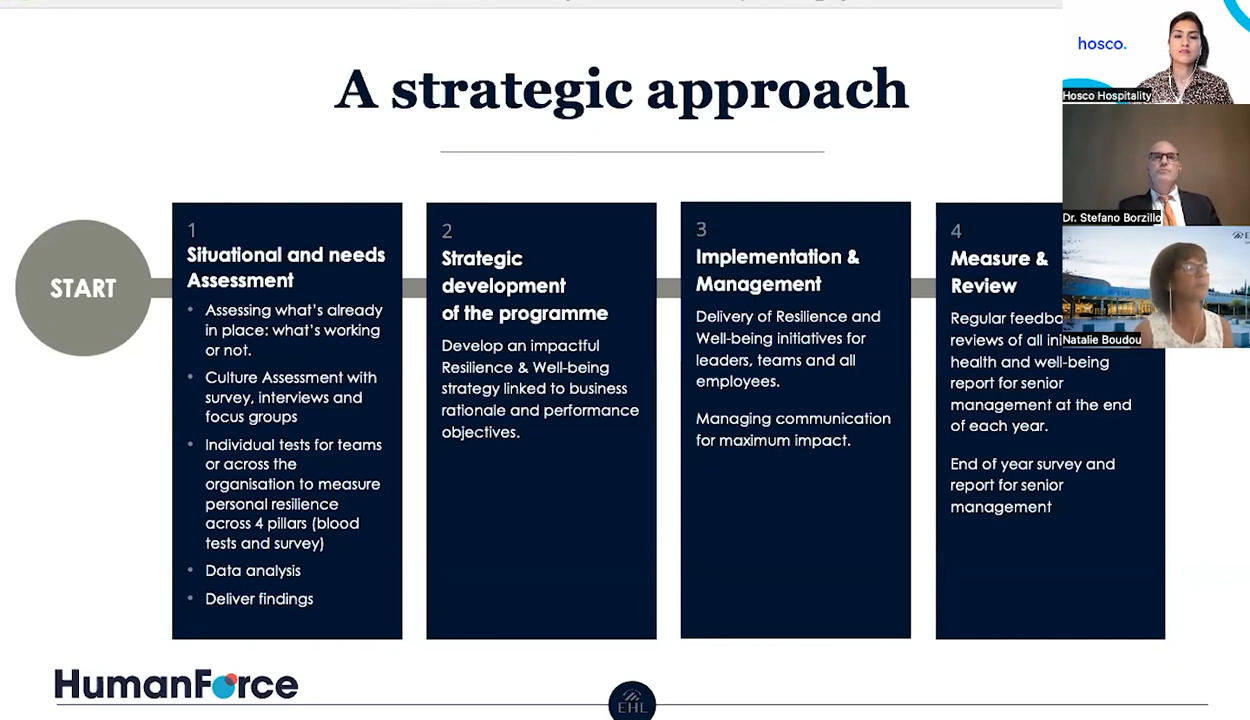 A strategic approach
hosco.
Hosco Hospitality
Dr. Stefano Borzillo
Natalie Boudou
START
1
Situational and needs
Assessment
• Assessing what's already
in place: what's working
or not.
• Culture Assessment with
survey, interviews and
focus groups
• Individual tests for teams
or across the
organisation to measure
personal resilience
across 4 pillars (blood
tests and survey)
• Data analysis
• Deliver findings
2
Strategic
development
of the programme
Develop an impactful
Resilience & Well-being
strategy linked to business
rationale and performance
objectives.
3
Implementation &
Management
Delivery of Resilience and
Well-being initiatives for
leaders, teams and all
employees.
Managing communication
for maximum impact.
4
Measure &
Review
Regular
reviews of all
health and well-being
report for senior
management at the end
of each year.
End of year survey and
report for senior
management
HumanForce
EHL